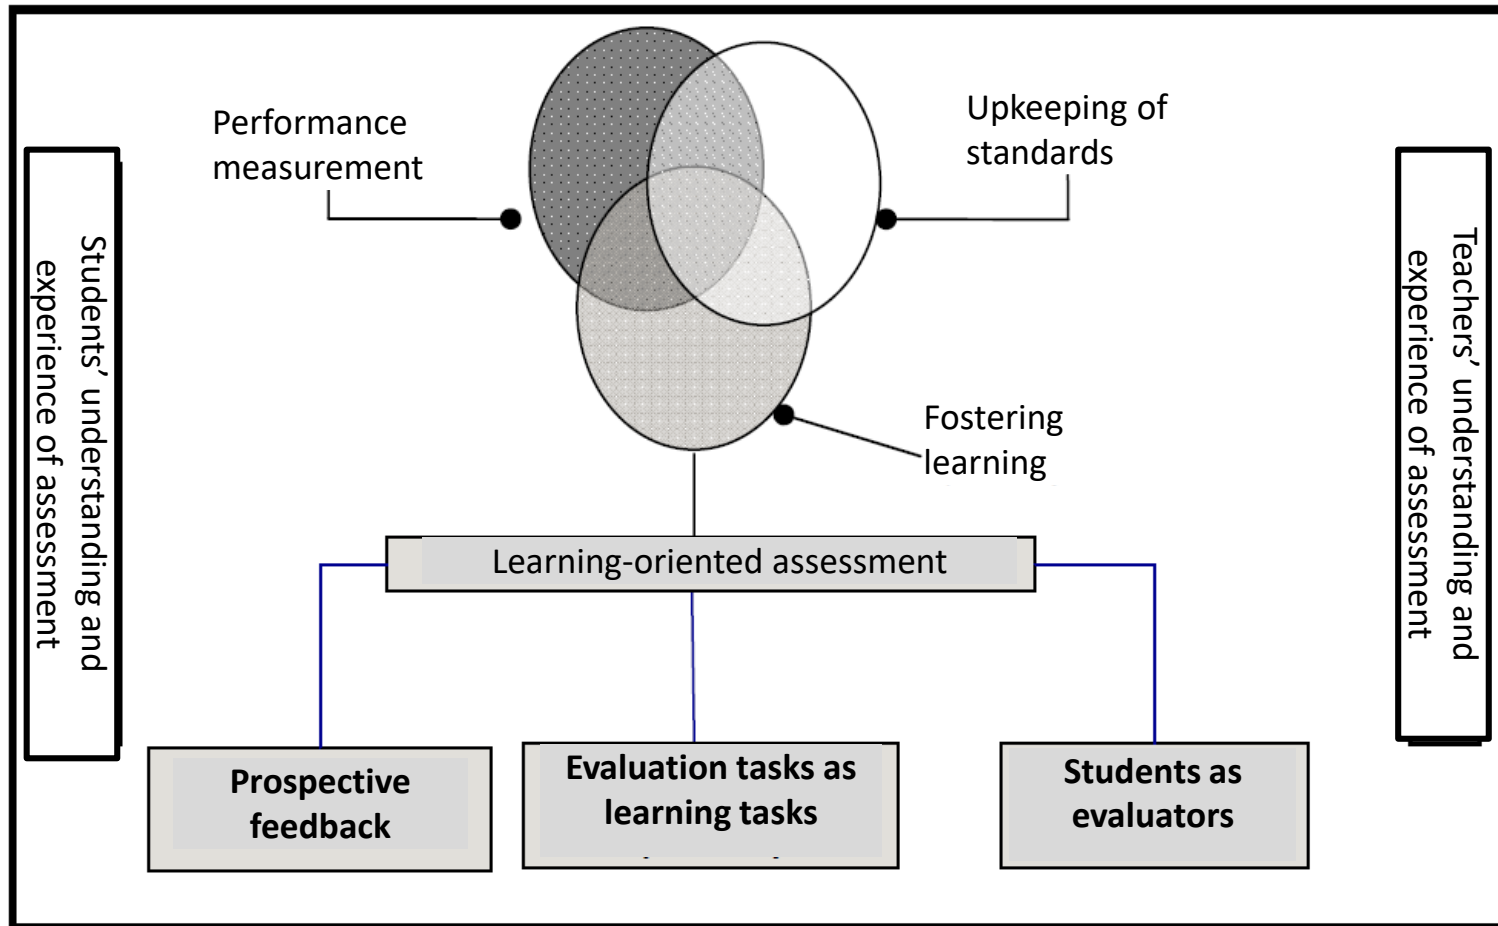 Performance
measurement
Upkeeping of
standards
Students’ understanding and
experience of assessment
Teachers’ understanding and
experience of assessment
Fostering
learning
Learning-oriented assessment
Prospective
feedback
Evaluation tasks as
learning tasks
Students as
evaluators